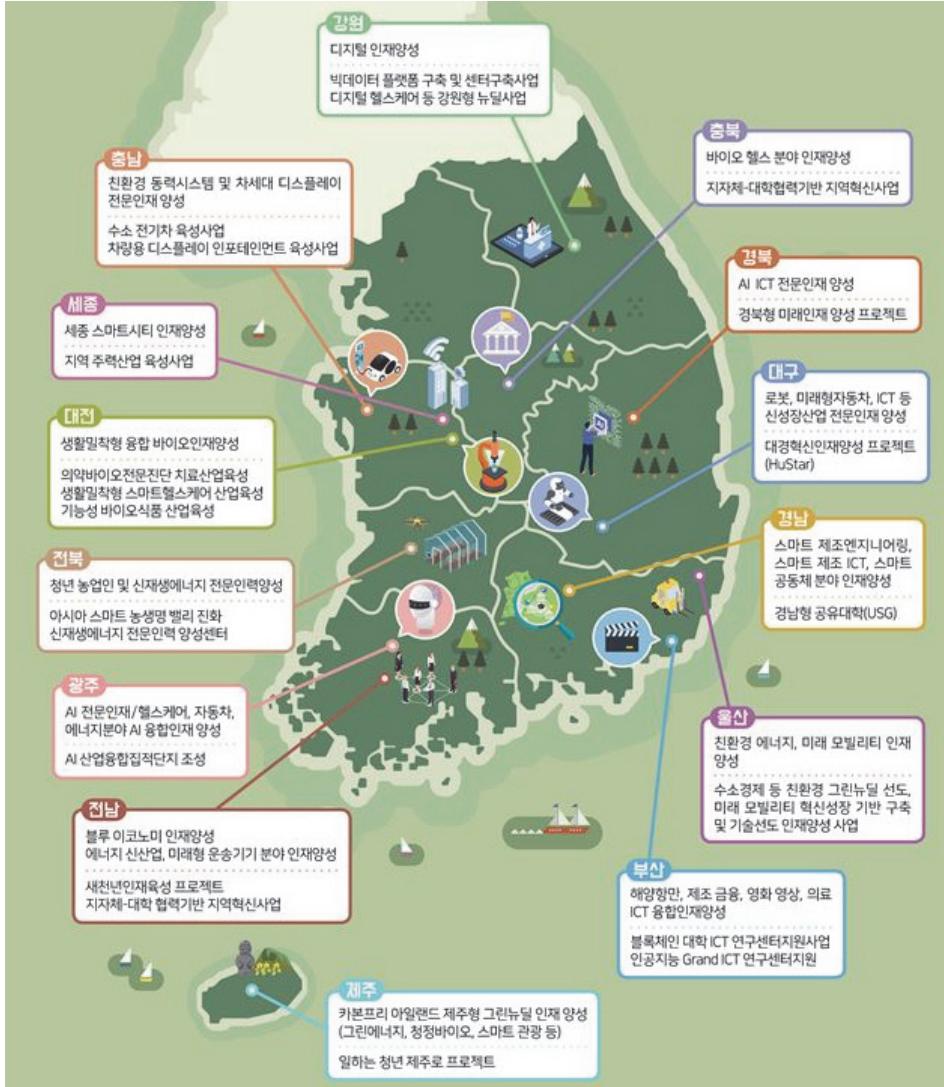 강원
디지털 인재양성
빅데이터 플랫폼 구축 및 센터구축사업
디지털 헬스케어 등 강원형 뉴딜사업
충북
바이오 헬스 분야 인재양성
지자체-대학협력기반 지역혁신사업
충남
친환경 동력시스템 및 차세대 디스플레이
전문인재 양성
수소 전기차 육성사업
차량용 디스플레이 인포테인먼트 육성사업
경북
AI ICT 전문인재 양성
경북형 미래인재 양성 프로젝트
세종
세종 스마트시티 인재양성
지역 주력산업 육성사업
대구
로봇, 미래형자동차, ICT 등
신성장산업 전문인재 양성
대경혁신인재양성 프로젝트
(HuStar)
대전
생활밀착형 융합 바이오인재양성
의약바이오전문진단 치료산업육성
생활밀착형 스마트헬스케어 산업육성
기능성 바이오식품 산업육성
AI
경남
스마트 제조엔지니어링,
스마트 제조 ICT, 스마트
공동체 분야 인재양성
경남형 공유대학(USG)
전북
청년 농업인 및 신재생에너지 전문인력양성
아시아 스마트 농생명 밸리 진화
신재생에너지 전문인력 양성센터
광주
AI 전문인재/헬스케어, 자동차,
에너지분야 AI 융합인재 양성
AI 산업융합집적단지 조성
울산
친환경 에너지, 미래 모빌리티 인재
양성
수소경제 등 친환경 그린뉴딜 선도,
미래 모빌리티 혁신성장 기반 구축
및 기술선도 인재양성 사업
전남
블루 이코노미 인재양성
에너지 신산업, 미래형 운송기기 분야 인재양성
새천년인재육성 프로젝트
지자체-대학 협력기반 지역혁신사업
부산
해양항만, 제조 금융, 영화 영상, 의료
ICT 융합인재양성
블록체인 대학 ICT 연구센터지원사업
인공지능 Grand ICT 연구센터지원
제주
카본프리 아일랜드 제주형 그린뉴딜 인재 양성
(그린에너지, 청정바이오, 스마트 관광 등)
일하는 청년 제주로 프로젝트